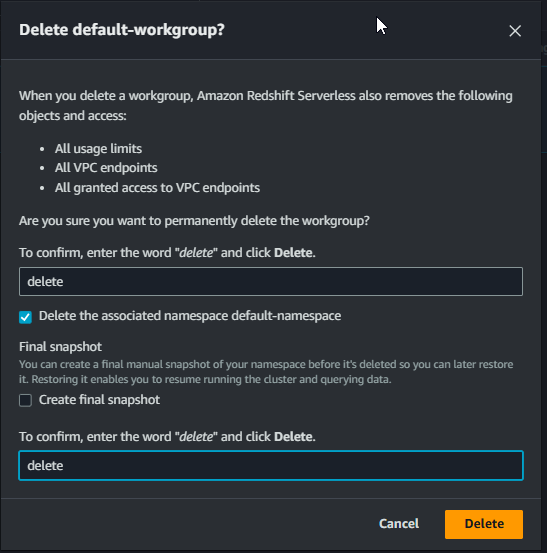 Delete default-workgroup?
When you delete a workgroup, Amazon Redshift Serverless also removes the following
objects and access:
• All usage limits
• All VPC endpoints
• All granted access to VPC endpoints
Are you sure you want to permanently delete the workgroup?
To confirm, enter the word "delete" and click Delete.
delete
Delete the associated namespace default-namespace
Final snapshot
You can create a final manual snapshot of your namespace before it's deleted so you can later restore
it. Restoring it enables you to resume running the cluster and querying data.
Create final snapshot
To confirm, enter the word "delete" and click Delete.
delete
Cancel
Delete